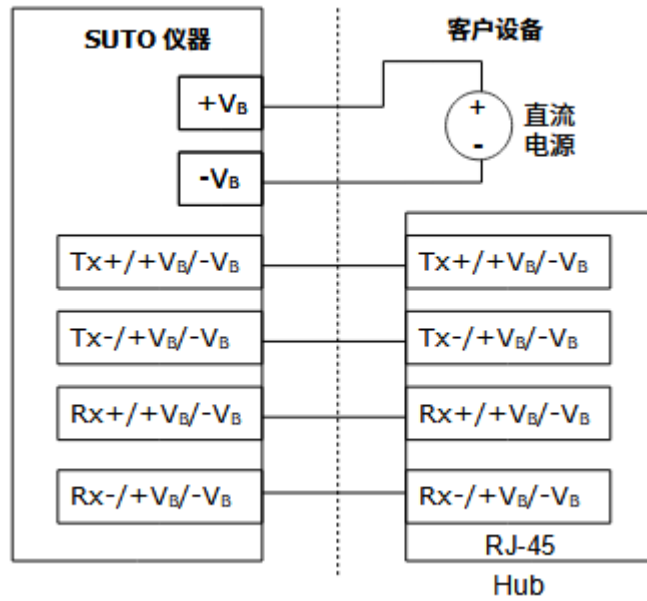 SUTO 仪器
客户设备
+VB
-VB
+
-
直流
电源
Tx+/+VB/-VB
Tx-/+VB/-VB
Rx+/+VB/-VB
Rx-/+VB/-VB
Tx+/+VB/-VB
Tx-/+VB/-VB
Rx+/+VB/-VB
Rx-/+VB/-VB
RJ-45
Hub